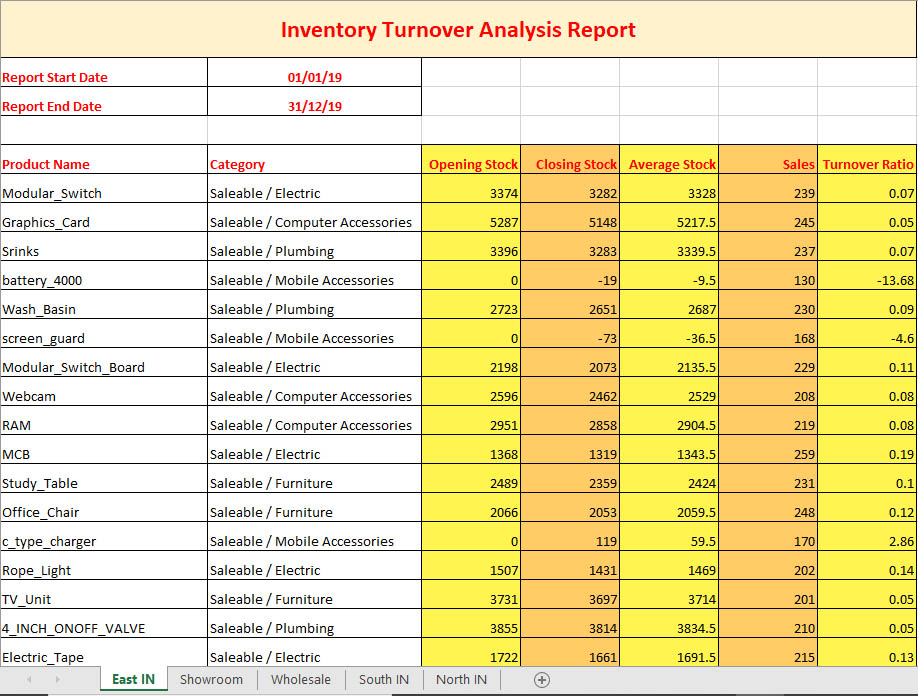 Inventory Turnover Analysis Report
Report Start Date 01/01/19
Report End Date 31/12/19
Product Name Category Opening Stock Closing Stock Average Stock Sales Turnover Ratio
Modular_Switch Saleable / Electric 3374 3282 3328 239 0.07
Graphics_Card Saleable / Computer Accessories 5287 5148 5217.5 245 0.05
Srinks Saleable / Plumbing 3396 3283 3339.5 237 0.07
battery_4000 Saleable / Mobile Accessories 0 -19 -9.5 130 -13.68
Wash_Basin Saleable / Plumbing 2723 2651 2687 230 0.09
screen_guard Saleable / Mobile Accessories 0 -73 -36.5 168 -4.6
Modular_Switch_Board Saleable / Electric 2198 2073 2135.5 229 0.11
Webcam Saleable / Computer Accessories 2596 2462 2529 208 0.08
RAM Saleable / Computer Accessories 2951 2858 2904.5 219 0.08
MCB Saleable / Electric 1368 1319 1343.5 259 0.19
Study_Table Saleable / Furniture 2489 2359 2424 231 0.1
Office_Chair Saleable / Furniture 2066 2053 2059.5 248 0.12
c_type_charger Saleable / Mobile Accessories 0 119 59.5 170 2.86
Rope_Light Saleable / Electric 1507 1431 1469 202 0.14
TV_Unit Saleable / Furniture 3731 3697 3714 201 0.05
4_INCH_ONOFF_VALVE Saleable / Plumbing 3855 3814 3834.5 210 0.05
Electric_Tape Saleable / Electric 1722 1661 1691.5 215 0.13
East IN Showroom Wholesale South IN North IN